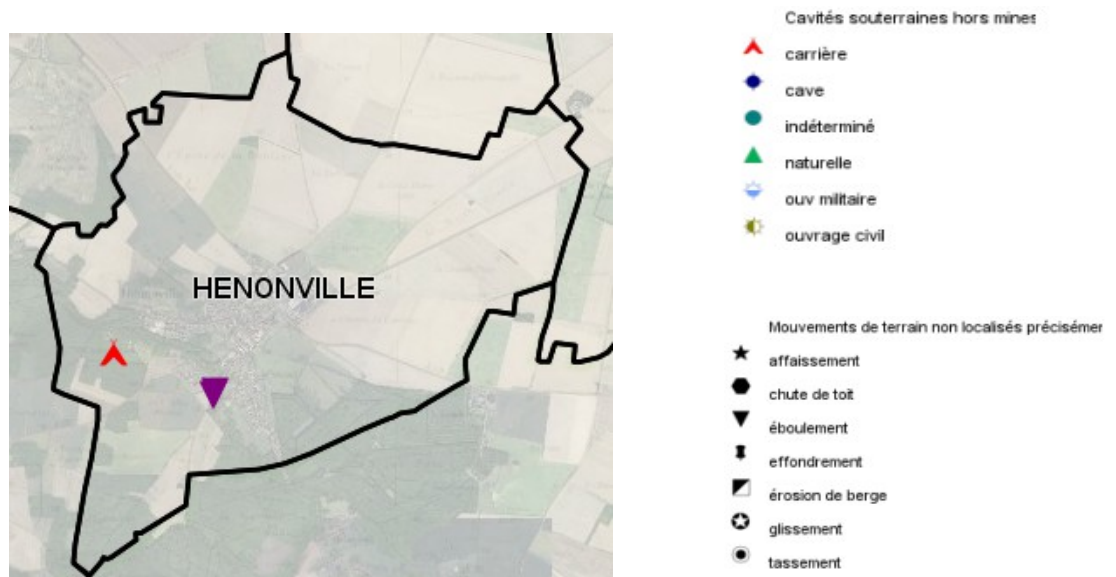 HENONVILLE
Cavités souterraines hors mines
carrière
cave
indéterminé
naturelle
ouv militaire
ouvrage civil
Mouvements de terrain non localisés précisémer
affaissement
chute de toit
éboulement
effondrement
érosion de berge
glissement
tassement